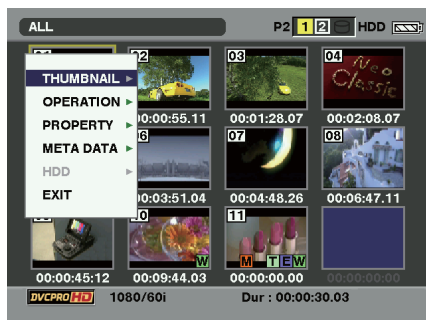 ALL P2 1 2 HDD
02 03 04
Neo
Classic
THUMBNAIL
OPERATION
PROPERTY
META DATA
HDD
EXIT
00:00:55.11 00:01:28.07 00:02:08.07
07 08
00:03:51.04 00:04:48.26 00:06:47.11
11
W M T E W
00:00:45:12 00:09:44.03 00:00:00.00 00:00:00:00
DVCPRO HD 1080/60i Dur : 00:00:30.03